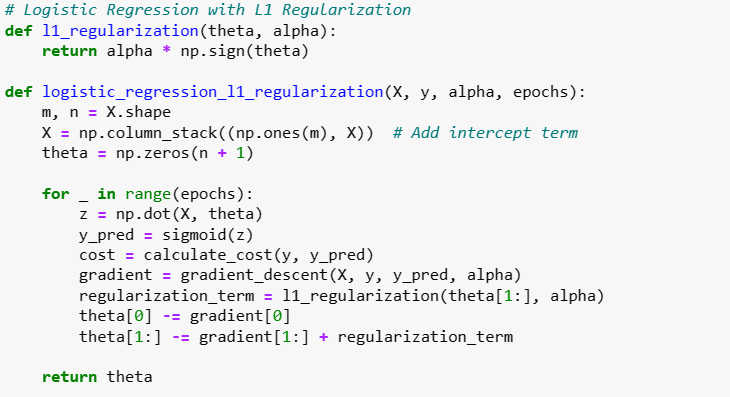 # Logistic Regression with L1 Regularization
def l1_regularization(theta, alpha):
    return alpha * np.sign(theta)

def logistic_regression_l1_regularization(X, y, alpha, epochs):
    m, n = X.shape
    X = np.column_stack((np.ones(m), X))  # Add intercept term
    theta = np.zeros(n + 1)

    for _ in range(epochs):
        z = np.dot(X, theta)
        y_pred = sigmoid(z)
        cost = calculate_cost(y, y_pred)
        gradient = gradient_descent(X, y, y_pred, alpha)
        regularization_term = l1_regularization(theta[1:], alpha)
        theta[0] -= gradient[0]
        theta[1:] -= gradient[1:] + regularization_term

    return theta